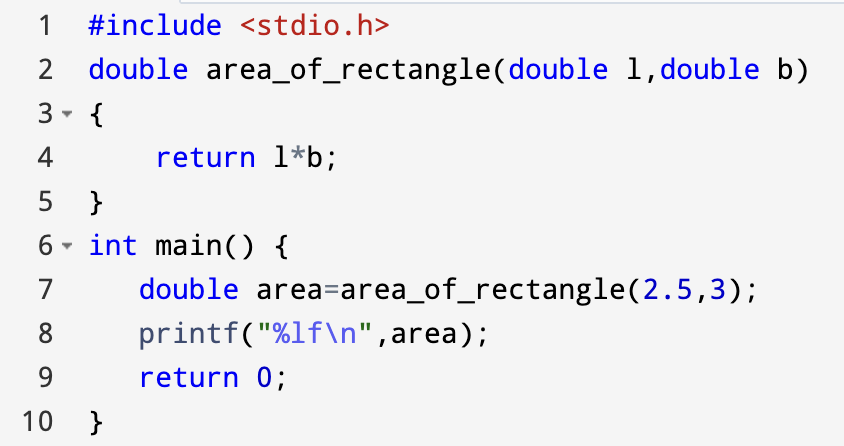 1 #include <stdio.h>
2 double area_of_rectangle(double l,double b)
3 {
4 return l*b;
5 }
6 int main() {
7 double area=area_of_rectangle(2.5,3);
8 printf("%lf\n",area);
9 return 0;
10 }